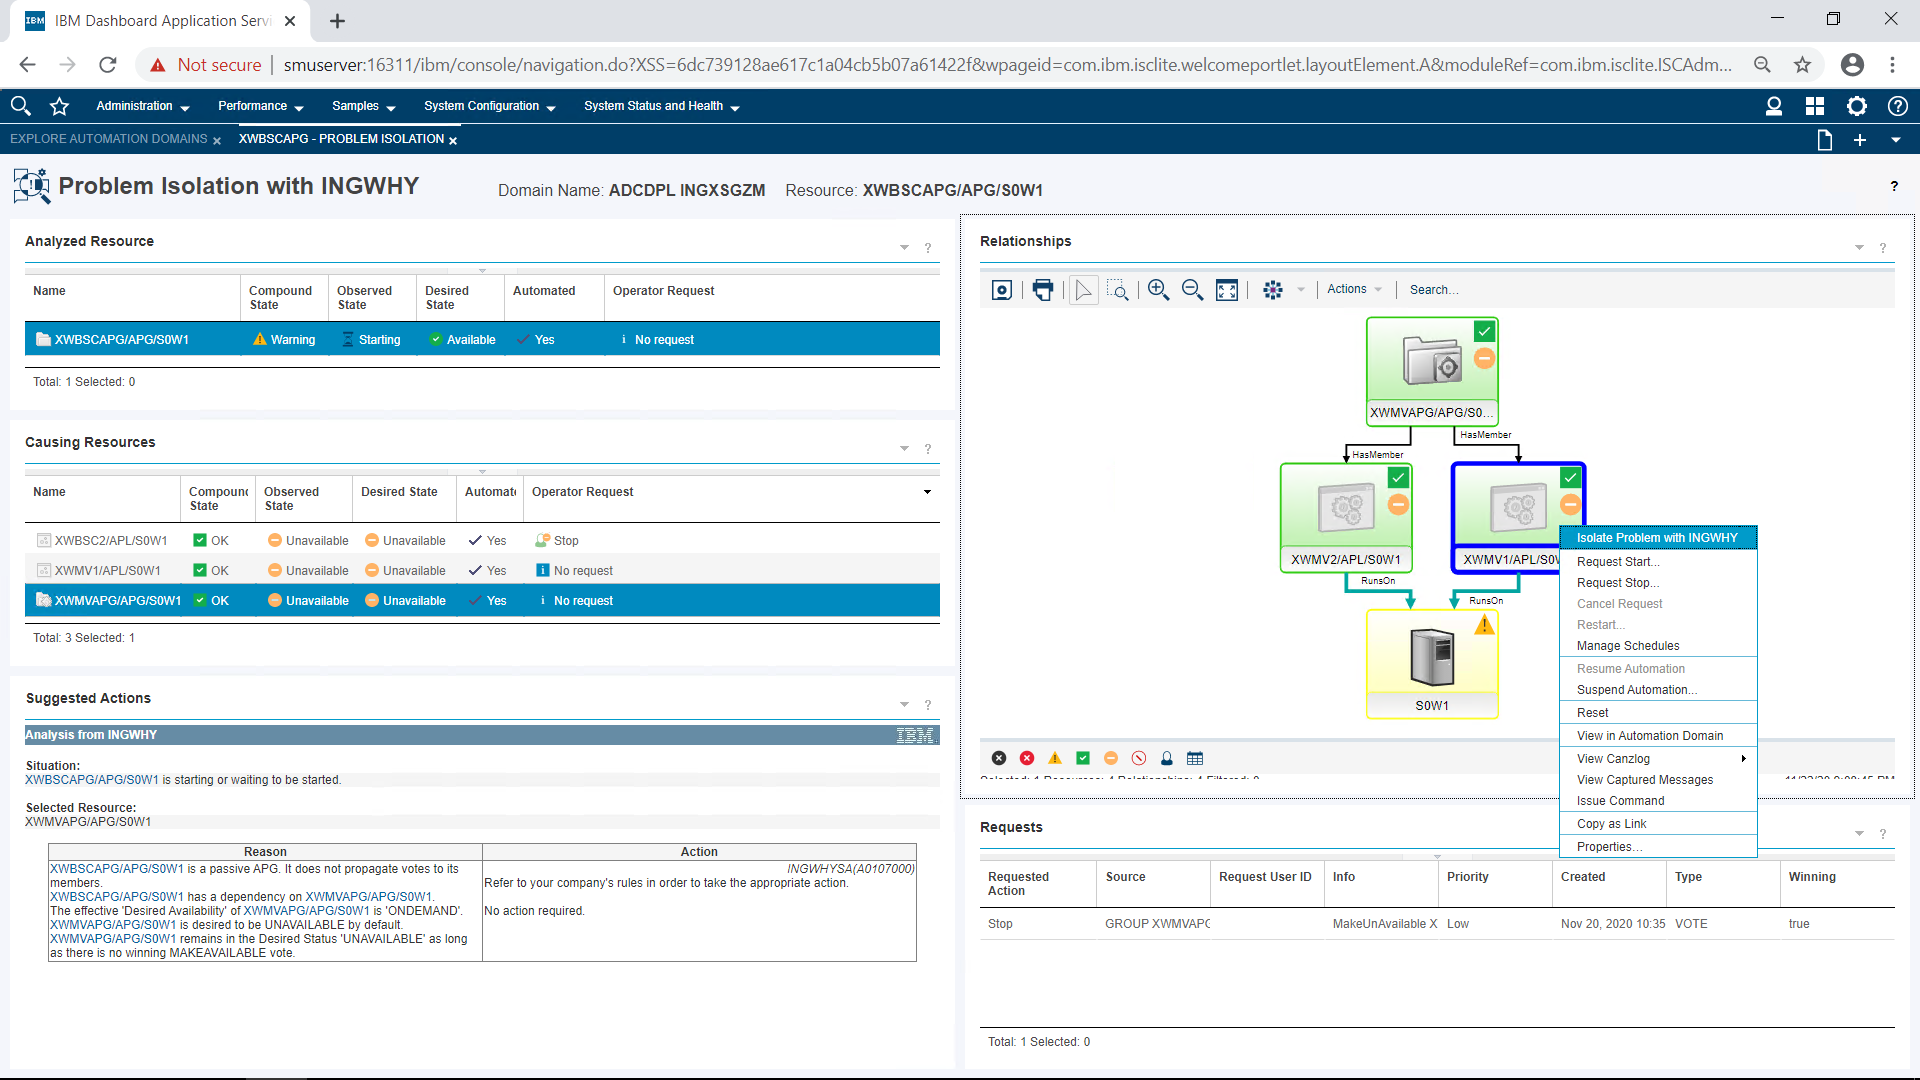 IBM Dashboard Application Servi
Not secure
smuserver:16311/ibm/console/navigation.do?XSS=6dc739128ae617c1a04cb5b07a61422f&wpageid=com.ibm.isclite.welcomeportlet.layoutElement.A&moduleRef=com.ibm.isclite.ISCAdm...
Administration Performance Samples System Configuration System Status and Health
EXPLORE AUTOMATION DOMAINS XWBSCAPG - PROBLEM ISOLATION
Problem Isolation with INGWHY
Domain Name: ADCDPL INGXSGZM Resource: XWBSCAPG/APG/S0W1
Analyzed Resource
Name Compound State Observed State Desired State Automated Operator Request
XWBSCAPG/APG/S0W1 Warning Starting Available Yes No request
Total: 1 Selected: 0
Causing Resources
Name Compound State Observed State Desired State Automate Operator Request
XWBSC2/APL/S0W1 OK Unavailable Unavailable Yes Stop
XWMV1/APL/S0W1 OK Unavailable Unavailable Yes No request
XWMVAPG/APG/S0W1 OK Unavailable Unavailable Yes No request
Total: 3 Selected: 1
Suggested Actions
Analysis from INGWHY
IBM.
Situation:
XWBSCAPG/APG/S0W1 is starting or waiting to be started.
Selected Resource:
XWMVAPG/APG/S0W1
Reason Action
XWBSCAPG/APG/S0W1 is a passive APG. It does not propagate votes to its
members.
XWBSCAPG/APG/S0W1 has a dependency on XWMVAPG/APG/S0W1.
The effective 'Desired Availability' of XWMVAPG/APG/S0W1 is 'ONDEMAND'.
XWMVAPG/APG/S0W1 is desired to be UNAVAILABLE by default.
XWMVAPG/APG/S0W1 remains in the Desired Status 'UNAVAILABLE' as long
as there is no winning MAKEAVAILABLE vote.
INGWHYSA(A0107000)
Refer to your company's rules in order to take the appropriate action.
No action required.
Relationships
Actions Search...
XWMVAPG/APG/S0...
HasMember
HasMember
XWMV2/APL/S0W1
XWMV1/APL/S0W
RunsOn
RunsOn
S0W1
Isolate Problem with INGWHY
Request Start...
Request Stop...
Cancel Request
Restart...
Manage Schedules
Resume Automation
Suspend Automation...
Reset
View in Automation Domain
View Canzlog
View Captured Messages
Issue Command
Copy as Link
Properties...
Requests
Requested Action Source Request User ID Info Priority Created Type Winning
Stop GROUP XWMVAPG MakeUnAvailable X Low Nov 20, 2020 10:35 VOTE true
Total: 1 Selected: 0